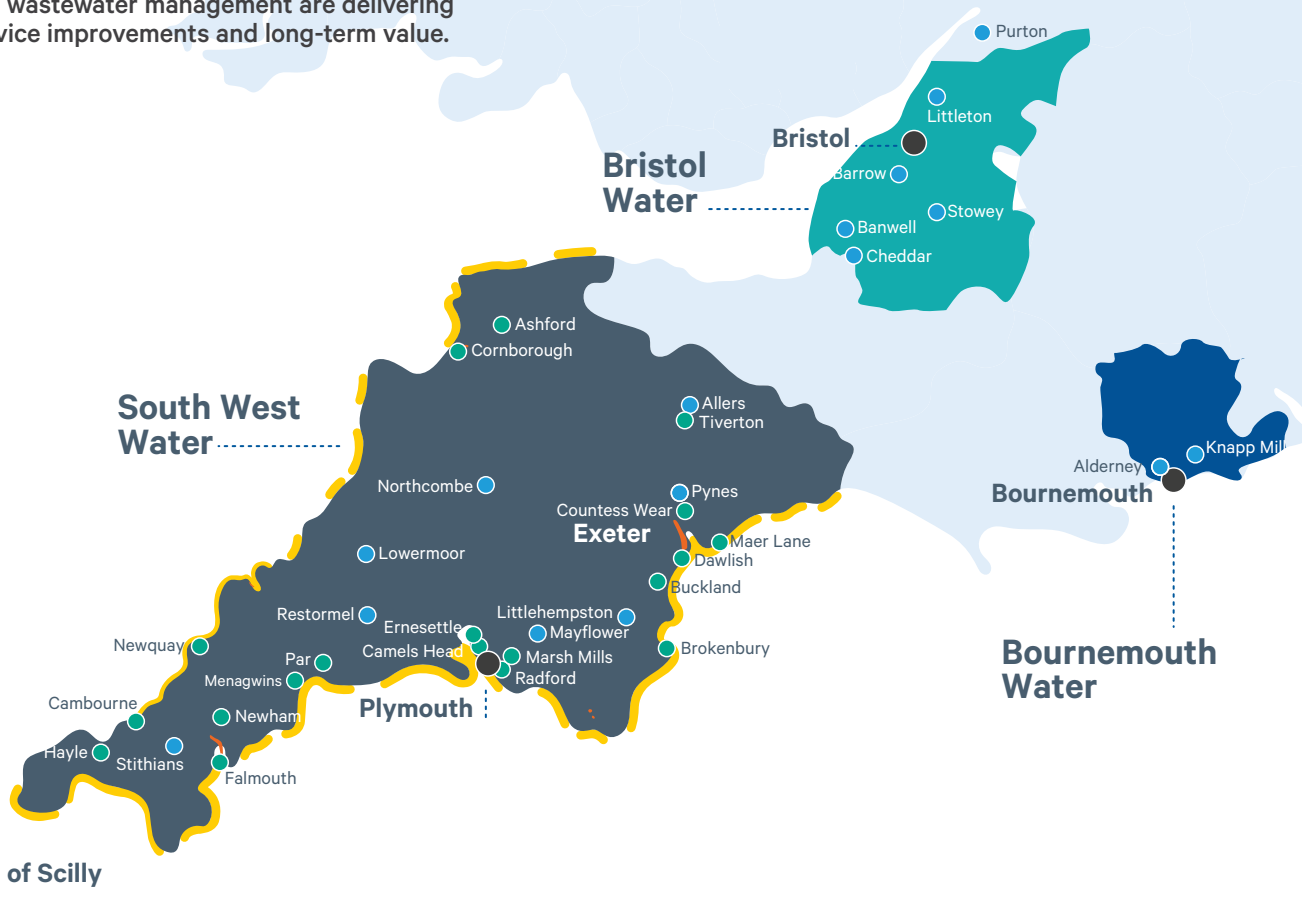 wastewater management are delivering
vice improvements and long-term value.
Purton
Littleton
Bristol
Bristol
Water
Barrow
Stowey
Banwell
Cheddar
Ashford
Cornborough
South West
Water
Allers
Tiverton
Knapp Mill
Alderney
Bournemouth
Northcombe
Pynes
Countess Wear
Exeter
Maer Lane
Dawlish
Lowermoor
Buckland
Restormel
Littlehempston
Ernesettle
Mayflower
Newquay
Camels Head
Brokenbury
Bournemouth
Water
Par
Marsh Mills
Menagwins
Radford
Cambourne
Plymouth
Newham
Hayle
Stithians
Falmouth
of Scilly